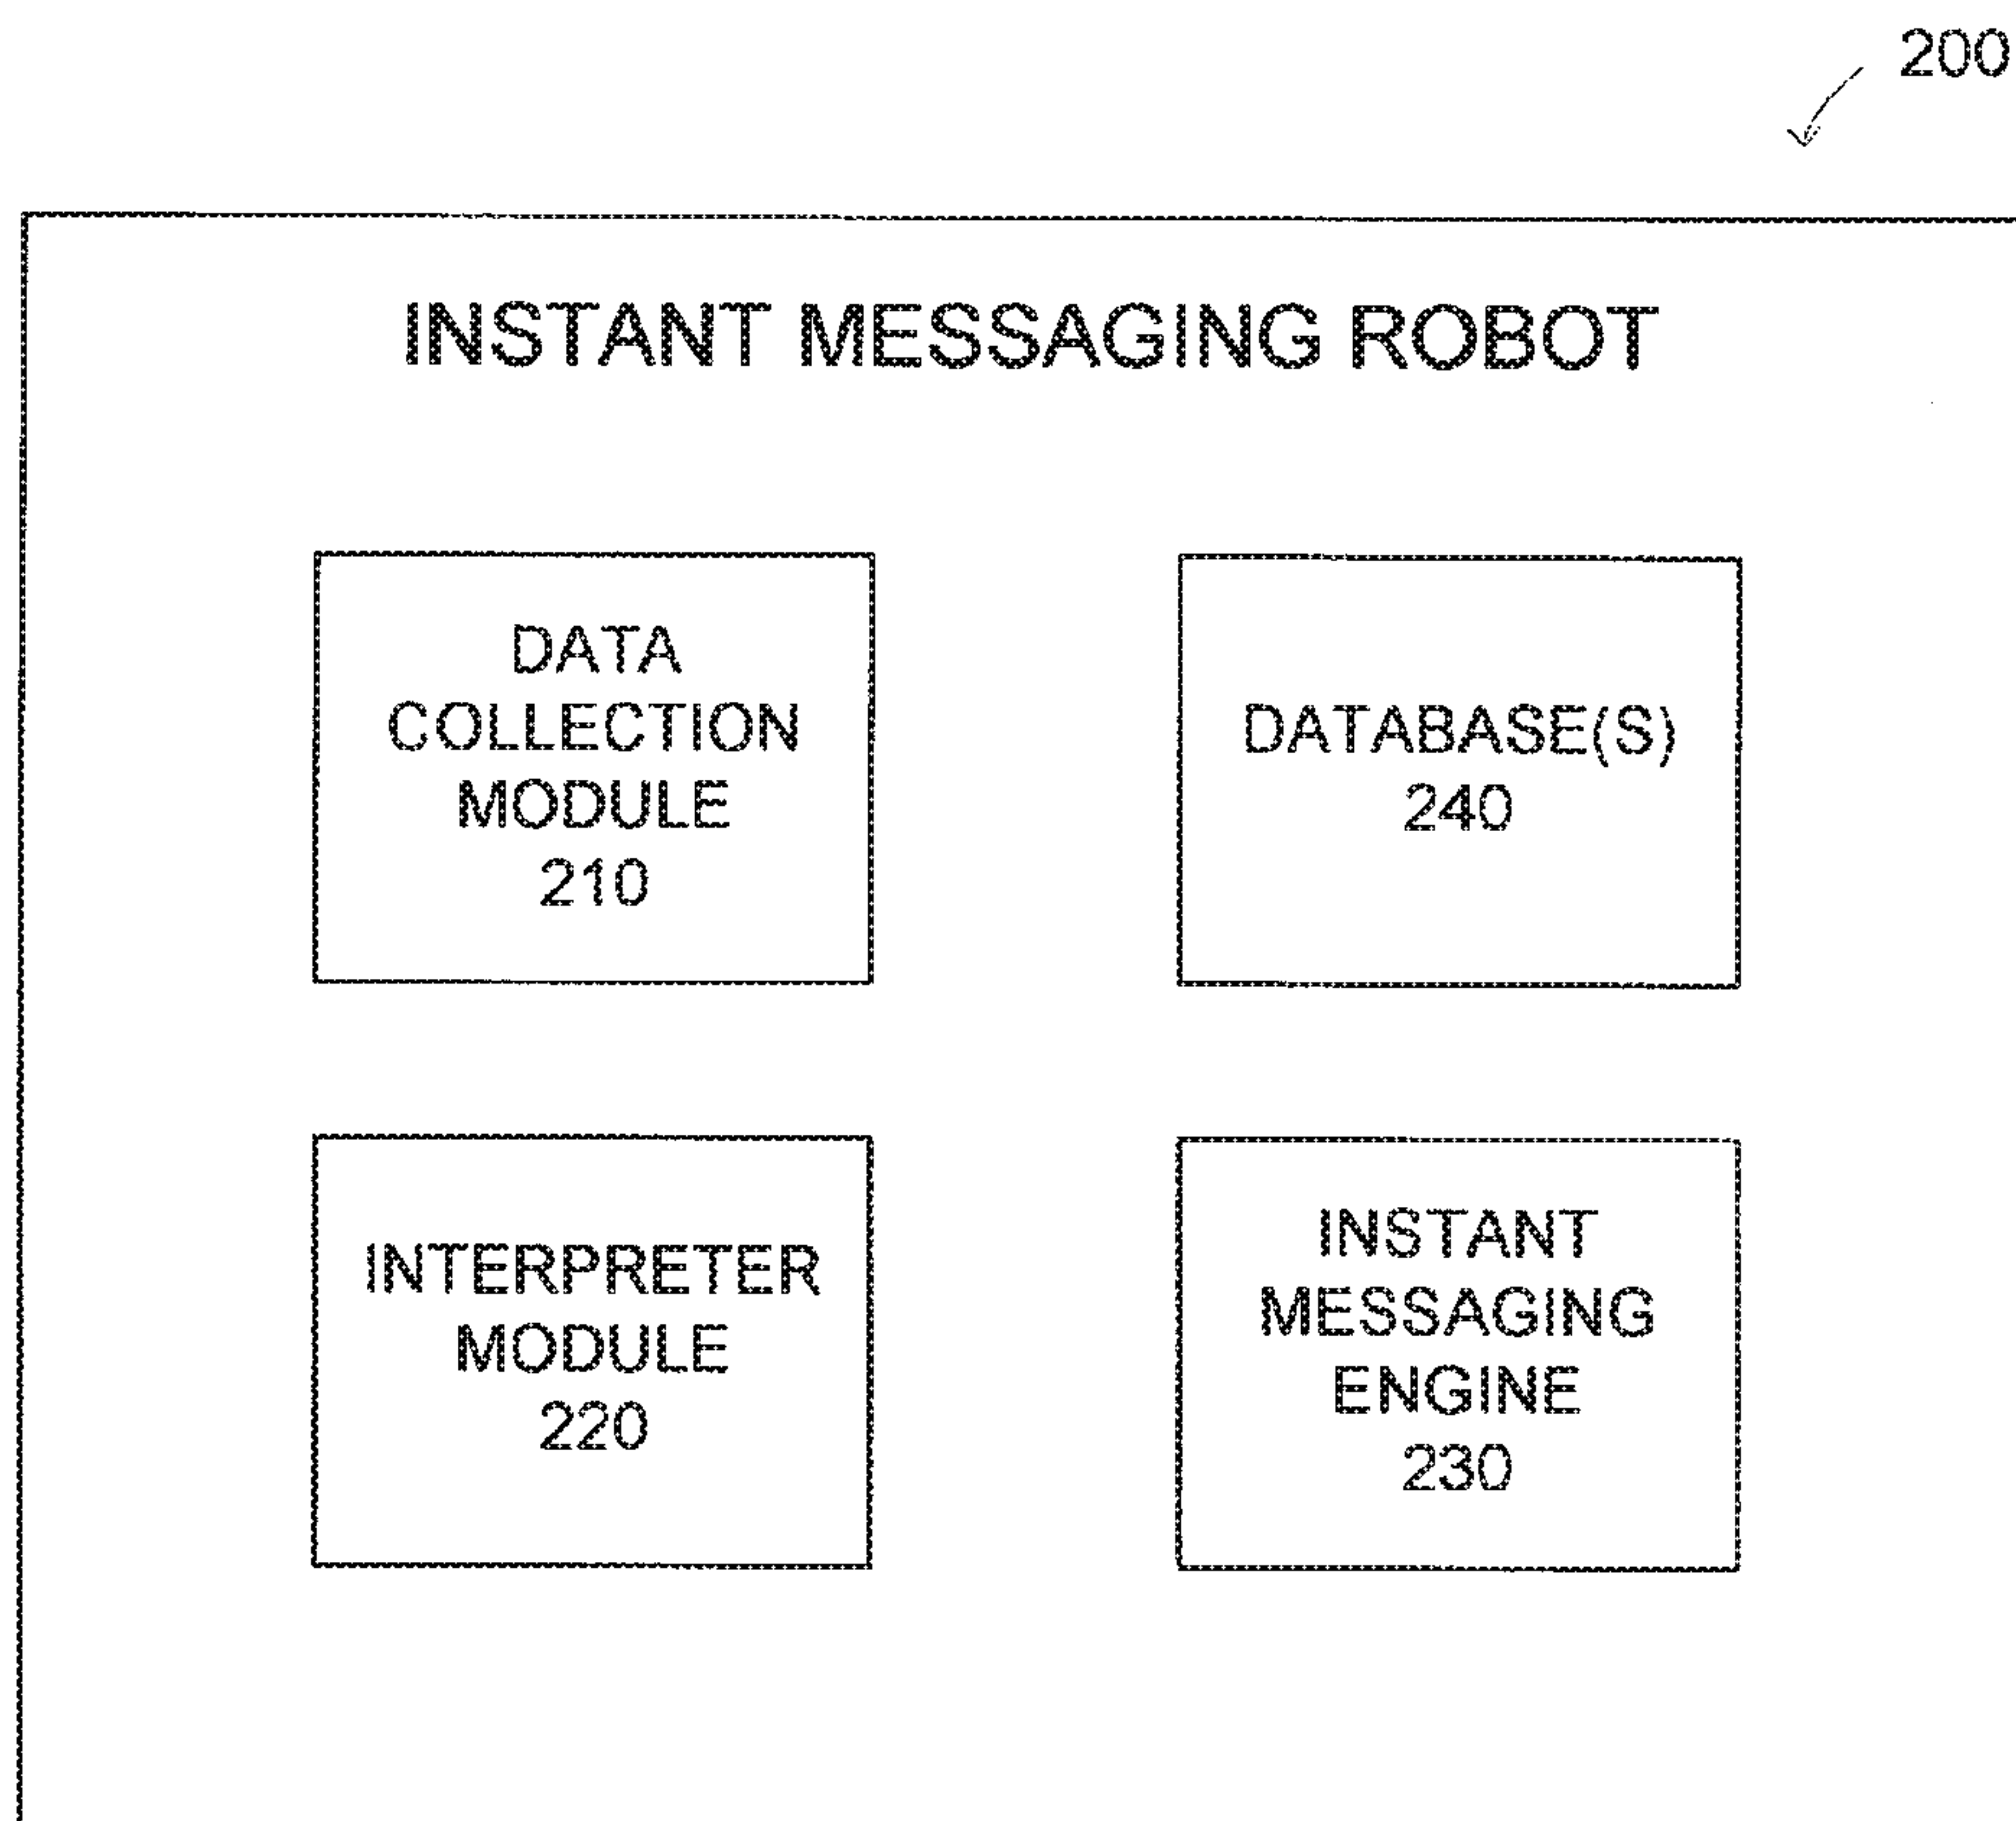 200
INSTANT MESSAGING ROBOT
DATA
COLLECTION
MODULE
210
DATABASE(S)
240
INTERPRETER
MODULE
220
INSTANT
MESSAGING
ENGINE
230